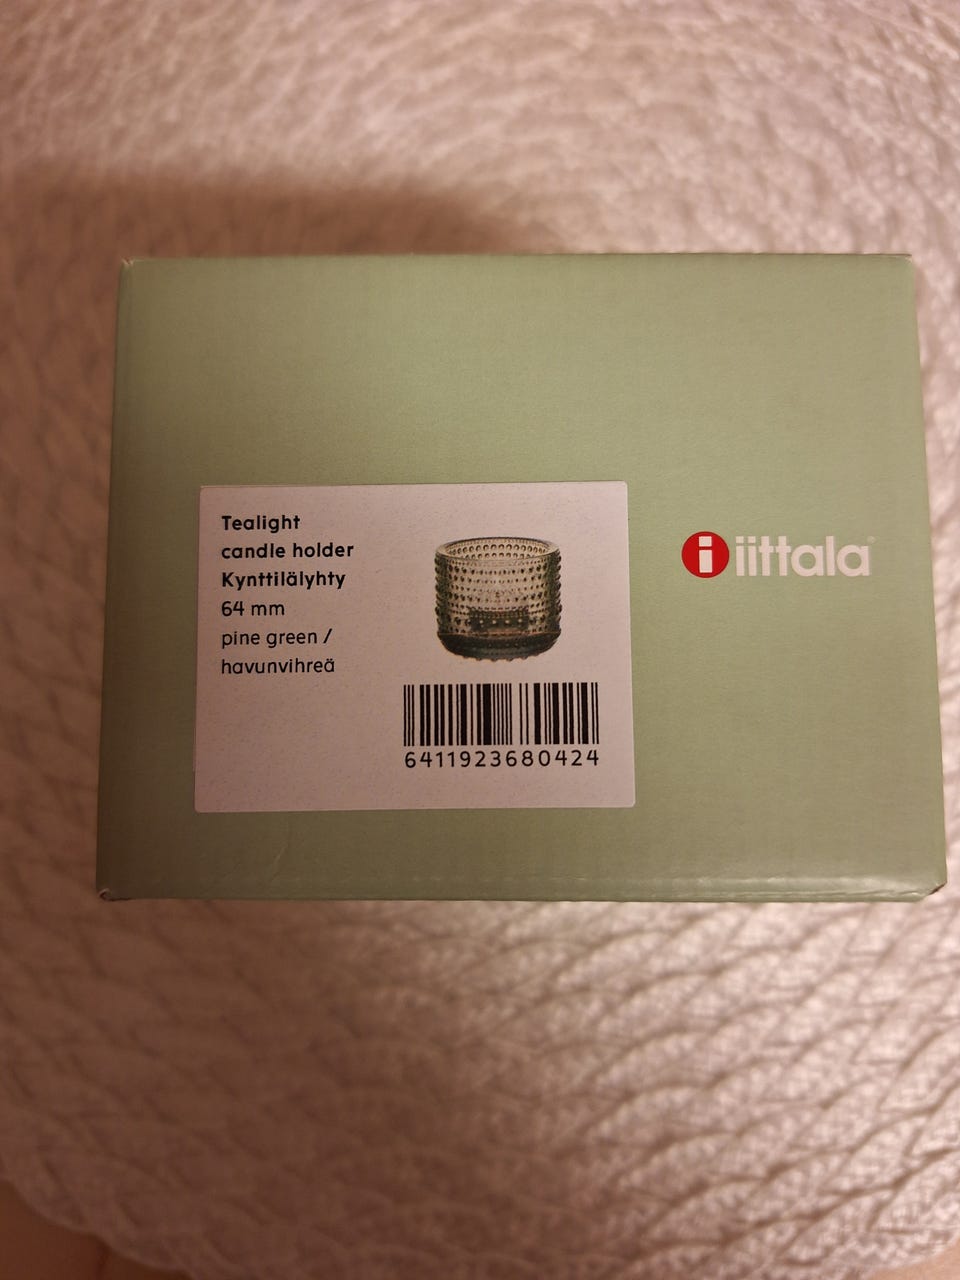 Tealight
candle holder
Kynttilälyhty
64 mm
pine green /
havunvihreä
6411923680424
i iittala